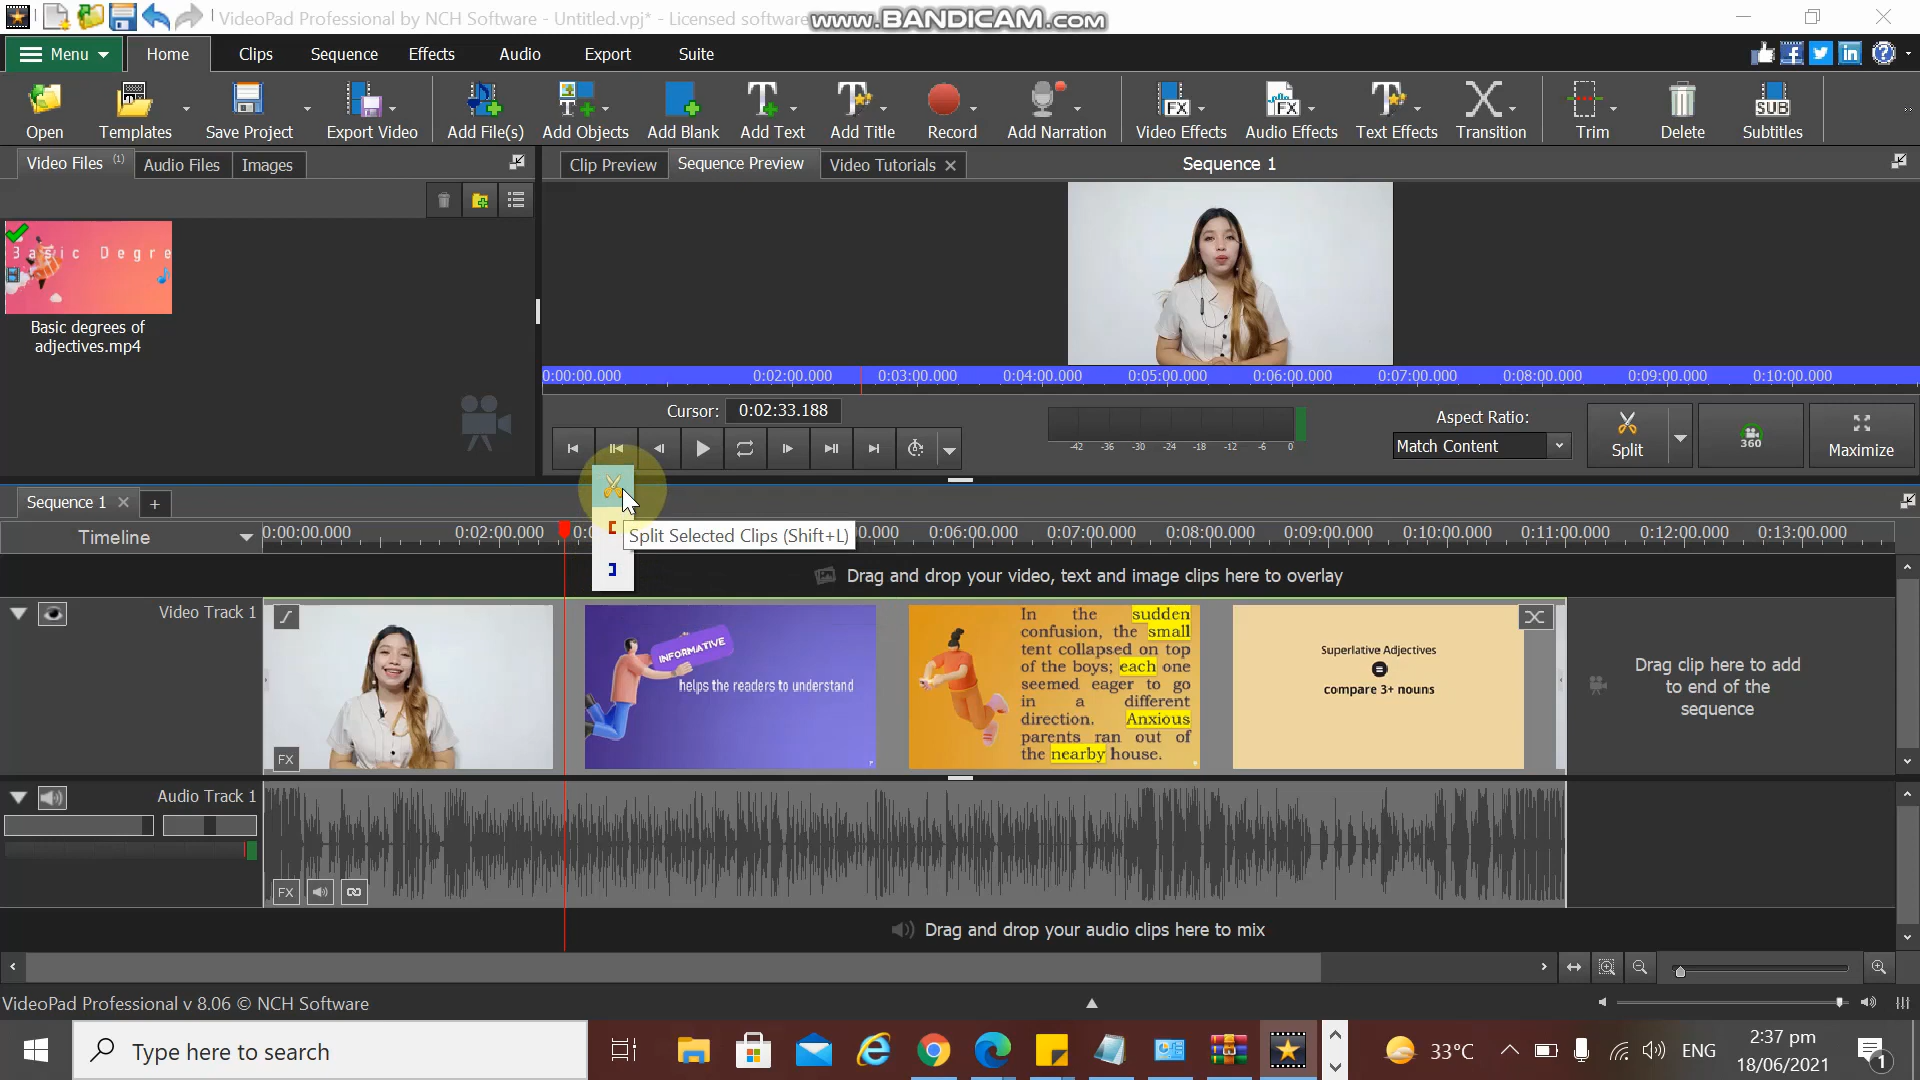 VideoPad Professional by NCH Software - Untitled.vpj* - Licensed software
www.BANDICAM.com
Menu
Home
Clips
Sequence
Effects
Audio
Export
Suite
Open
Templates
Save Project
Export Video
Add File(s)
Add Objects
Add Blank
Add Text
Add Title
Record
Add Narration
Video Effects
Audio Effects
Text Effects
Transition
Trim
Delete
Subtitles
Video Files (1)
Audio Files
Images
Clip Preview
Sequence Preview
Video Tutorials
Sequence 1
Basic Degre
Basic degrees of
adjectives.mp4
0:00:00.000 0:02:00.000 0:03:00.000 0:04:00.000 0:05:00.000 0:06:00.000 0:07:00.000 0:08:00.000 0:09:00.000 0:10:00.000
Cursor: 0:02:33.188
-42 -36 -30 -24 -18 -12 -6 0
Aspect Ratio:
Match Content
Split
360
Maximize
Sequence 1
Split Selected Clips (Shift+L)
Timeline
0:00:00.000 0:02:00.000 0:0 00.000 0:06:00.000 0:07:00.000 0:08:00.000 0:09:00.000 0:10:00.000 0:11:00.000 0:12:00.000 0:13:00.000
Drag and drop your video, text and image clips here to overlay
Video Track 1
FX
INFORMATIVE
helps the readers to understand
In the sudden
confusion, the small
tent collapsed on top
of the boys; each one
seemed eager to go
in a different
direction. Anxious
parents ran out of
the nearby house.
Superlative Adjectives
=
compare 3+ nouns
Drag clip here to add
to end of the
sequence
Audio Track 1
FX
Drag and drop your audio clips here to mix
VideoPad Professional v 8.06 © NCH Software
Type here to search
33°C
ENG
2:37 pm
18/06/2021
1